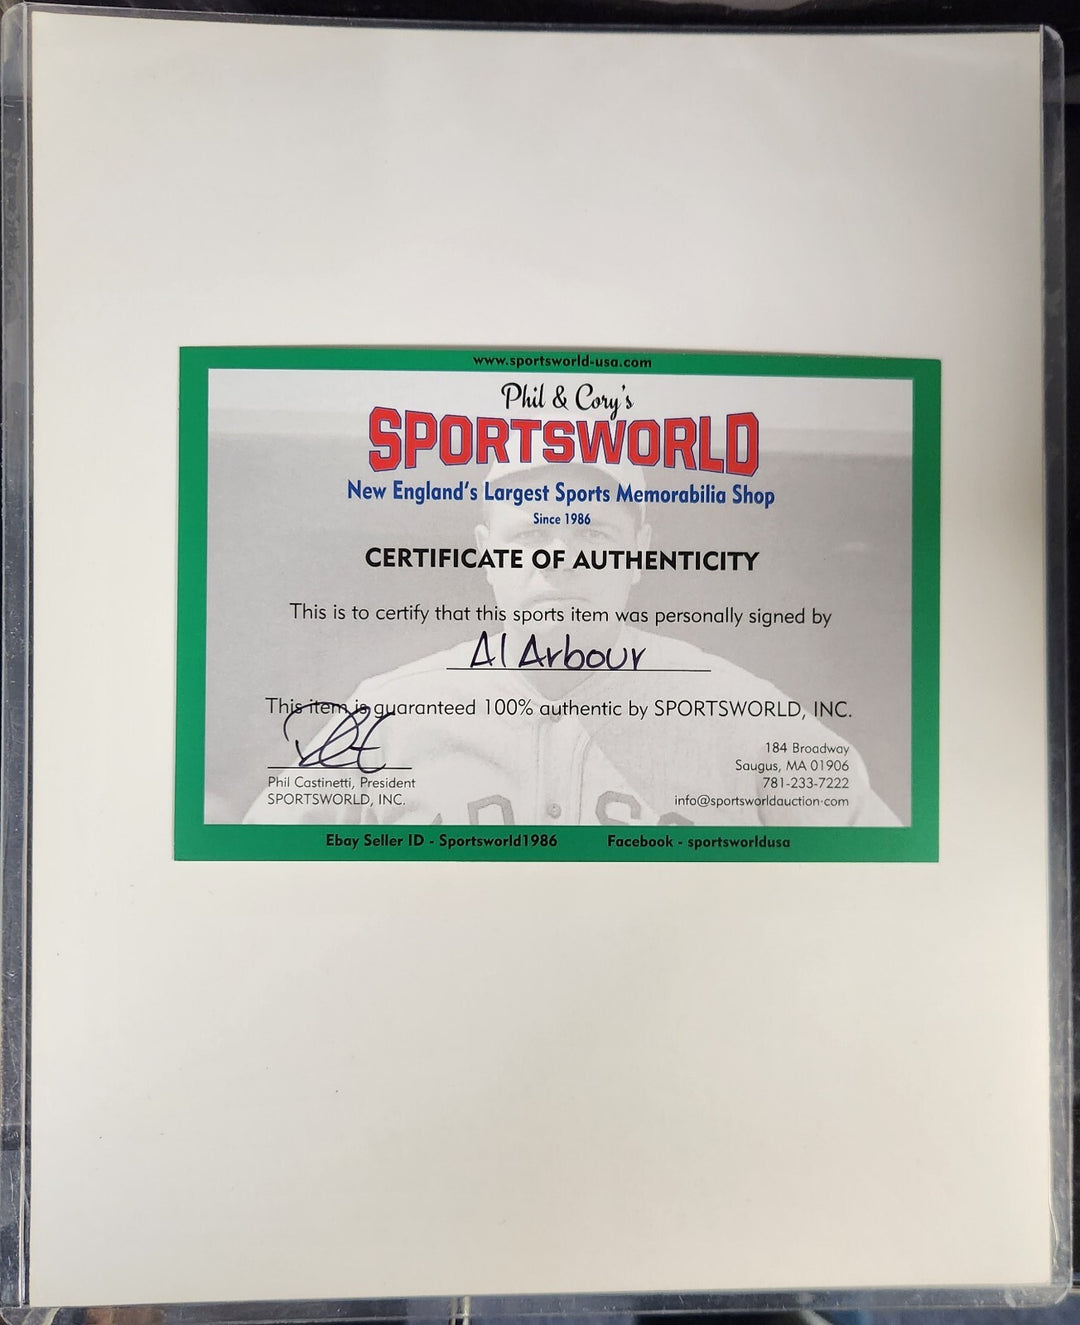 www.sportsworld-usa.com
Phil & Cory's
SPORTSWORLD
New England's Largest Sports Memorabilia Shop
Since 1986
CERTIFICATE OF AUTHENTICITY
This is to certify that this sports item was personally signed by
Al Arbour
This item is guaranteed 100% authentic by SPORTSWORLD, INC.
Phil Castinetti, President
SPORTSWORLD, INC.
184 Broadway
Saugus, MA 01906
781-233-7222
info@sportsworldauction.com
Ebay Seller ID - Sportsworld1986
Facebook - sportsworldusa